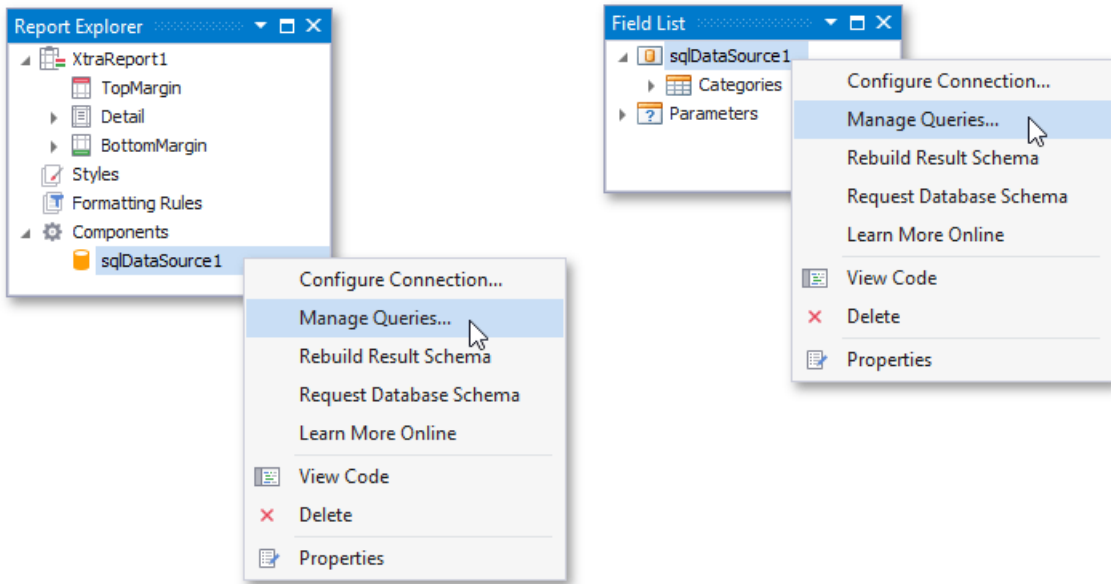 Report Explorer
XtraReport1
TopMargin
Detail
BottomMargin
Styles
Formatting Rules
Components
sqlDataSource1
Configure Connection...
Manage Queries...
Rebuild Result Schema
Request Database Schema
Learn More Online
View Code
Delete
Properties
Field List
sqlDataSource1
Categories
Parameters
Configure Connection...
Manage Queries...
Rebuild Result Schema
Request Database Schema
Learn More Online
View Code
Delete
Properties